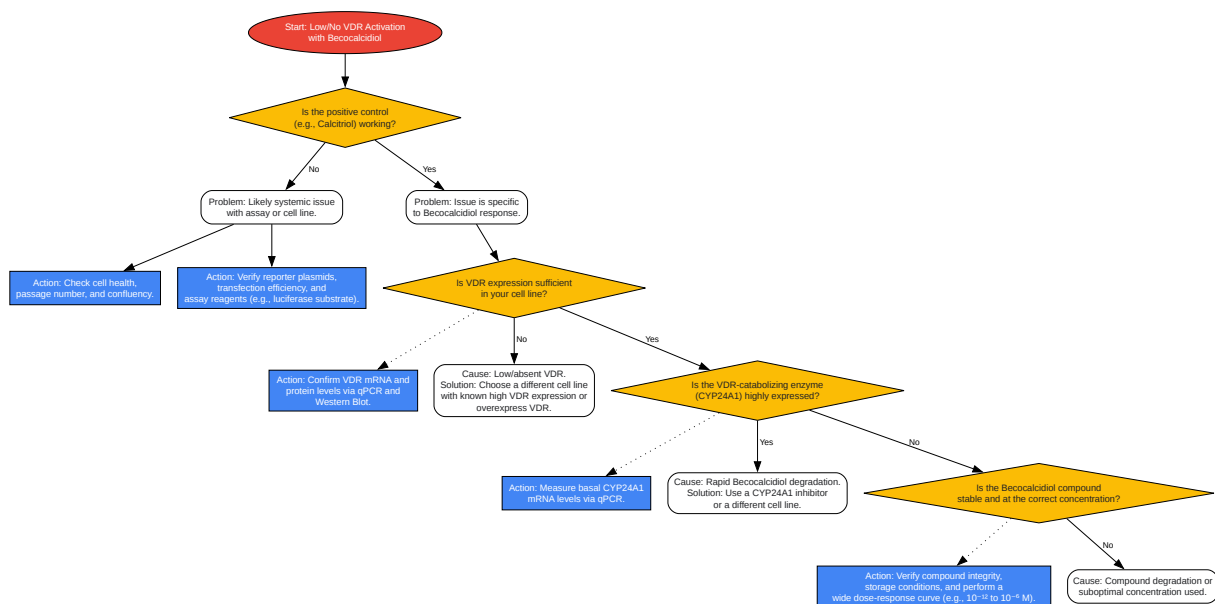 Start: Low/No VDR Activation
with Becocalcidiol
Is the positive control
(e.g., Calcitriol) working?
No
Yes
Problem: Likely systemic issue
with assay or cell line.
Problem: Issue is specific
to Becocalcidiol response.
Action: Check cell health,
passage number, and confluency.
Action: Verify reporter plasmids,
transfection efficiency, and
assay reagents (e.g., luciferase substrate).
Is VDR expression sufficient
in your cell line?
No
Yes
Action: Confirm VDR mRNA and
protein levels via qPCR and
Western Blot.
Cause: Low/absent VDR.
Solution: Choose a different cell line
with known high VDR expression or
overexpress VDR.
Is the VDR-catabolizing enzyme
(CYP24A1) highly expressed?
Yes
No
Action: Measure basal CYP24A1
mRNA levels via qPCR.
Cause: Rapid Becocalcidiol degradation.
Solution: Use a CYP24A1 inhibitor
or a different cell line.
Is the Becocalcidiol compound
stable and at the correct concentration?
No
Action: Verify compound integrity,
storage conditions, and perform a
wide dose-response curve (e.g., 10⁻¹² to 10⁻⁶ M).
Cause: Compound degradation or
suboptimal concentration used.